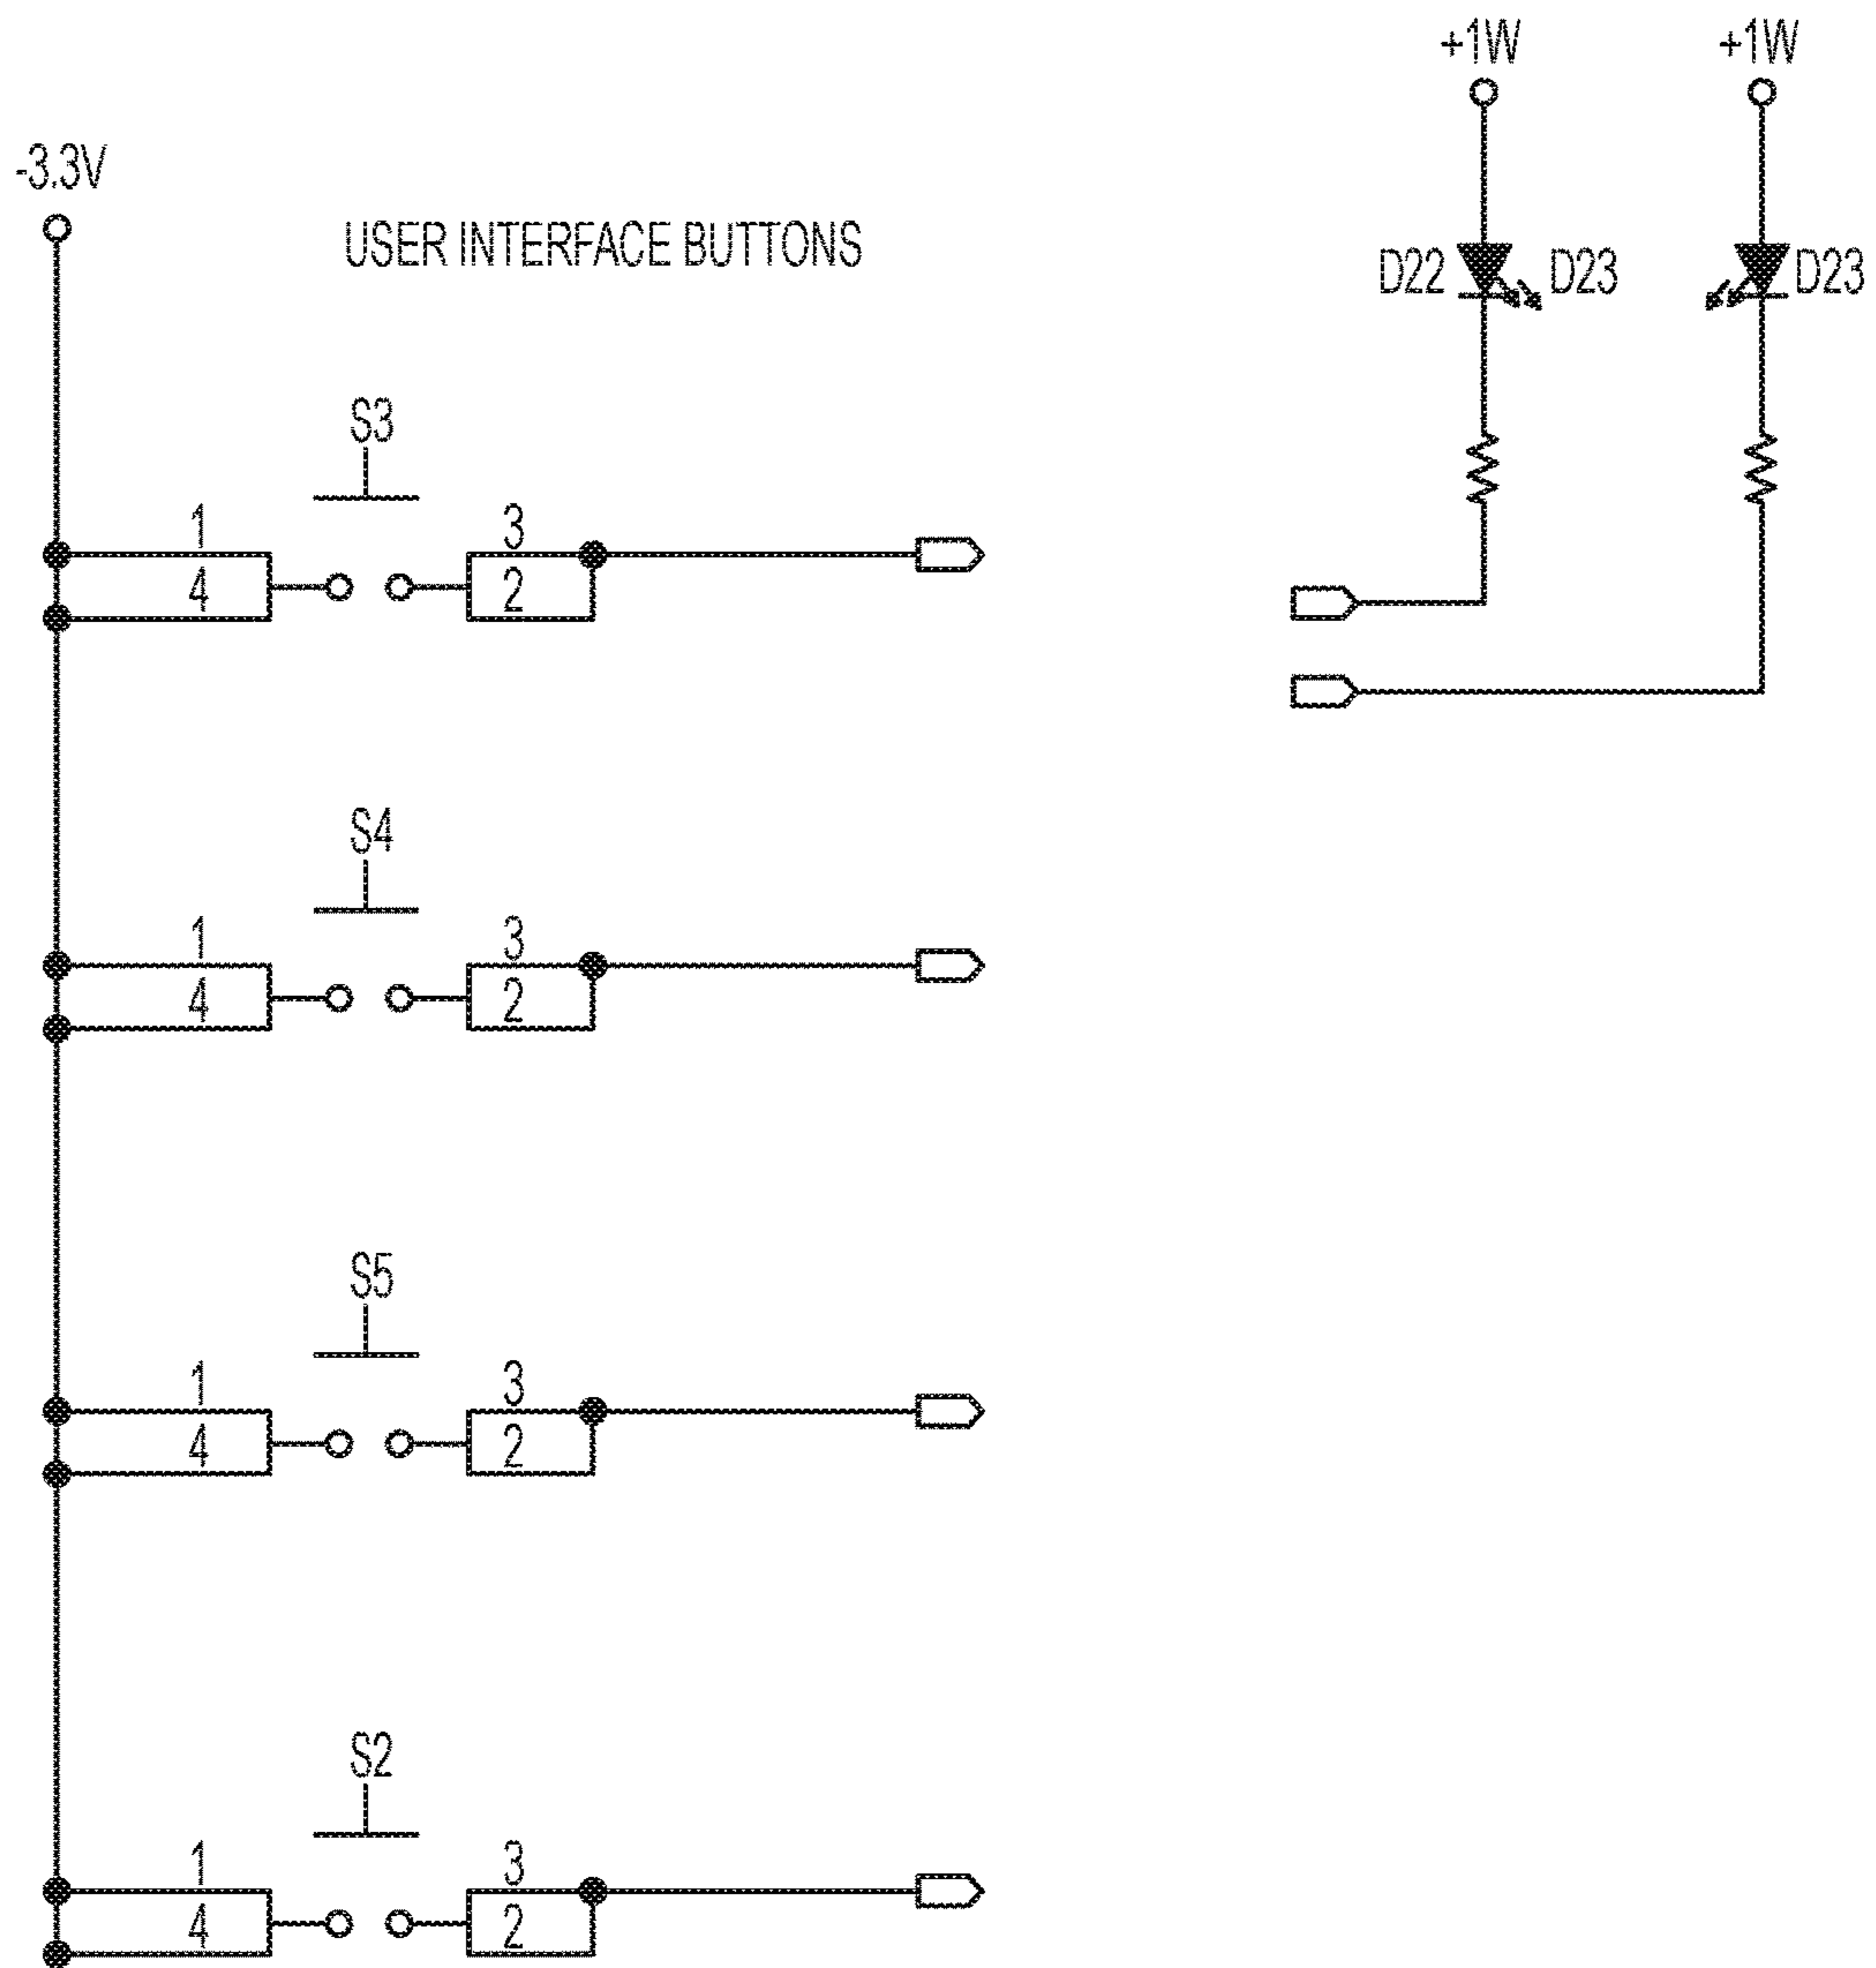 +1W +1W
-3.3V
USER INTERFACE BUTTONS
D22 D23 D23
S3
1 3
4 2
S4
1 3
4 2
S5
1 3
4 2
S2
1 3
4 2